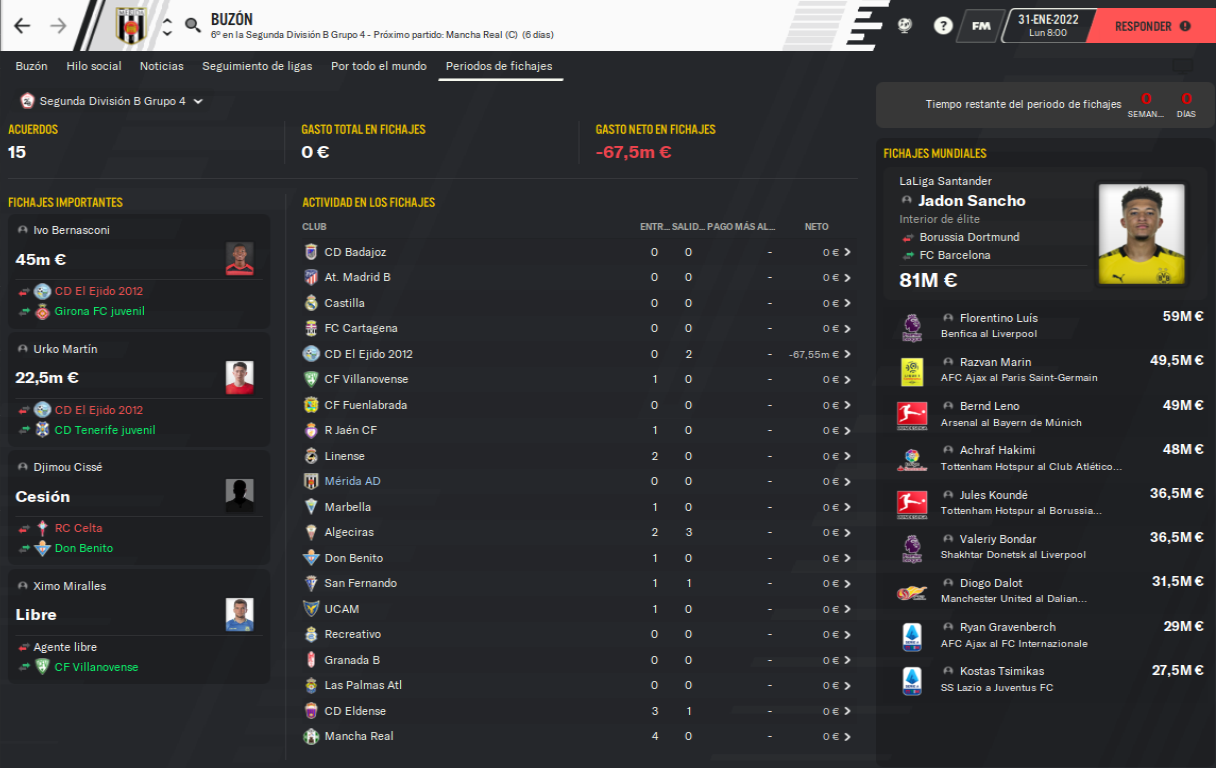 BUZÓN
6º en la Segunda División B Grupo 4 - Próximo partido: Mancha Real (C) (6 días)
?
FM
31-ENE-2022
Lun 8:00
RESPONDER
Buzón
Hilo social
Noticias
Seguimiento de ligas
Por todo el mundo
Periodos de fichajes
Segunda División B Grupo 4
ACUERDOS
15
GASTO TOTAL EN FICHAJES
0 €
GASTO NETO EN FICHAJES
-67,5m €
Tiempo restante del periodo de fichajes
0
SEMAN...
0
DÍAS
FICHAJES IMPORTANTES
Ivo Bernasconi
45m €
CD El Ejido 2012
Girona FC juvenil
Urko Martín
22,5m €
CD El Ejido 2012
CD Tenerife juvenil
Djimou Cissé
Cesión
RC Celta
Don Benito
Ximo Miralles
Libre
Agente libre
CF Villanovense
ACTIVIDAD EN LOS FICHAJES
CLUB ENTR... SALID... PAGO MÁS AL... NETO
CD Badajoz 0 0 - 0 €
At. Madrid B 0 0 - 0 €
Castilla 0 0 - 0 €
FC Cartagena 0 0 - 0 €
CD El Ejido 2012 0 2 - -67,55m €
CF Villanovense 1 0 - 0 €
CF Fuenlabrada 0 0 - 0 €
R Jaén CF 1 0 - 0 €
Linense 2 0 - 0 €
Mérida AD 0 0 - 0 €
Marbella 1 0 - 0 €
Algeciras 2 3 - 0 €
Don Benito 1 0 - 0 €
San Fernando 1 1 - 0 €
UCAM 1 0 - 0 €
Recreativo 0 0 - 0 €
Granada B 0 0 - 0 €
Las Palmas Atl 0 0 - 0 €
CD Eldense 3 1 - 0 €
Mancha Real 4 0 - 0 €
FICHAJES MUNDIALES
LaLiga Santander
Jadon Sancho
Interior de élite
Borussia Dortmund
FC Barcelona
81M €
Florentino Luís 59M €
Benfica al Liverpool
Razvan Marin 49,5M €
AFC Ajax al Paris Saint-Germain
Bernd Leno 49M €
Arsenal al Bayern de Múnich
Achraf Hakimi 48M €
Tottenham Hotspur al Club Atlético...
Jules Koundé 36,5M €
Tottenham Hotspur al Borussia...
Valeriy Bondar 36,5M €
Shakhtar Donetsk al Liverpool
Diogo Dalot 31,5M €
Manchester United al Dalian...
Ryan Gravenberch 29M €
AFC Ajax al FC Internazionale
Kostas Tsimikas 27,5M €
SS Lazio a Juventus FC